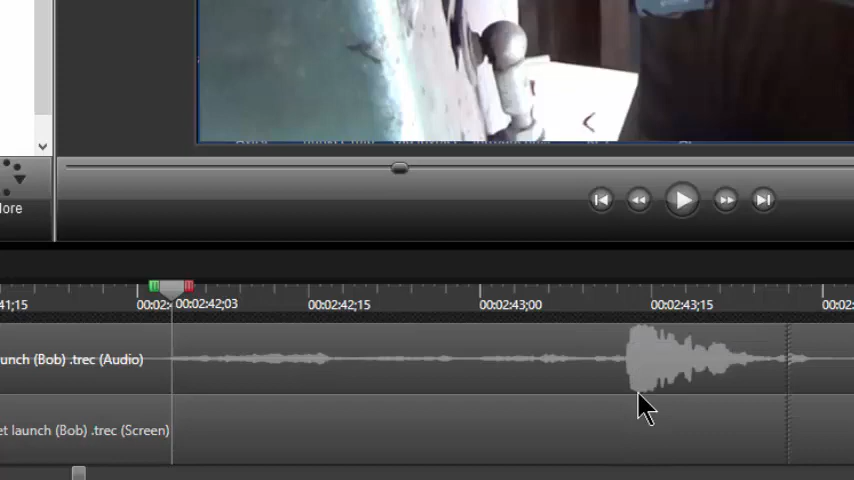 ore
41;15
00:02:4
00:02:42;03
00:02:42;15
00:02:43;00
00:02:43;15
00:02:
unch (Bob) .trec (Audio)
et launch (Bob) .trec (Screen)